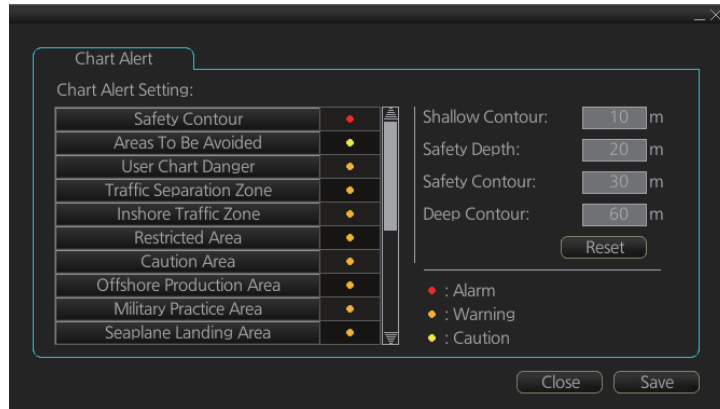 Chart Alert
Chart Alert Setting:
Safety Contour
Areas To Be Avoided
User Chart Danger
Traffic Separation Zone
Inshore Traffic Zone
Restricted Area
Caution Area
Offshore Production Area
Military Practice Area
Seaplane Landing Area
Shallow Contour: 10 m
Safety Depth: 20 m
Safety Contour: 30 m
Deep Contour: 60 m
Reset
: Alarm
: Warning
: Caution
Close Save